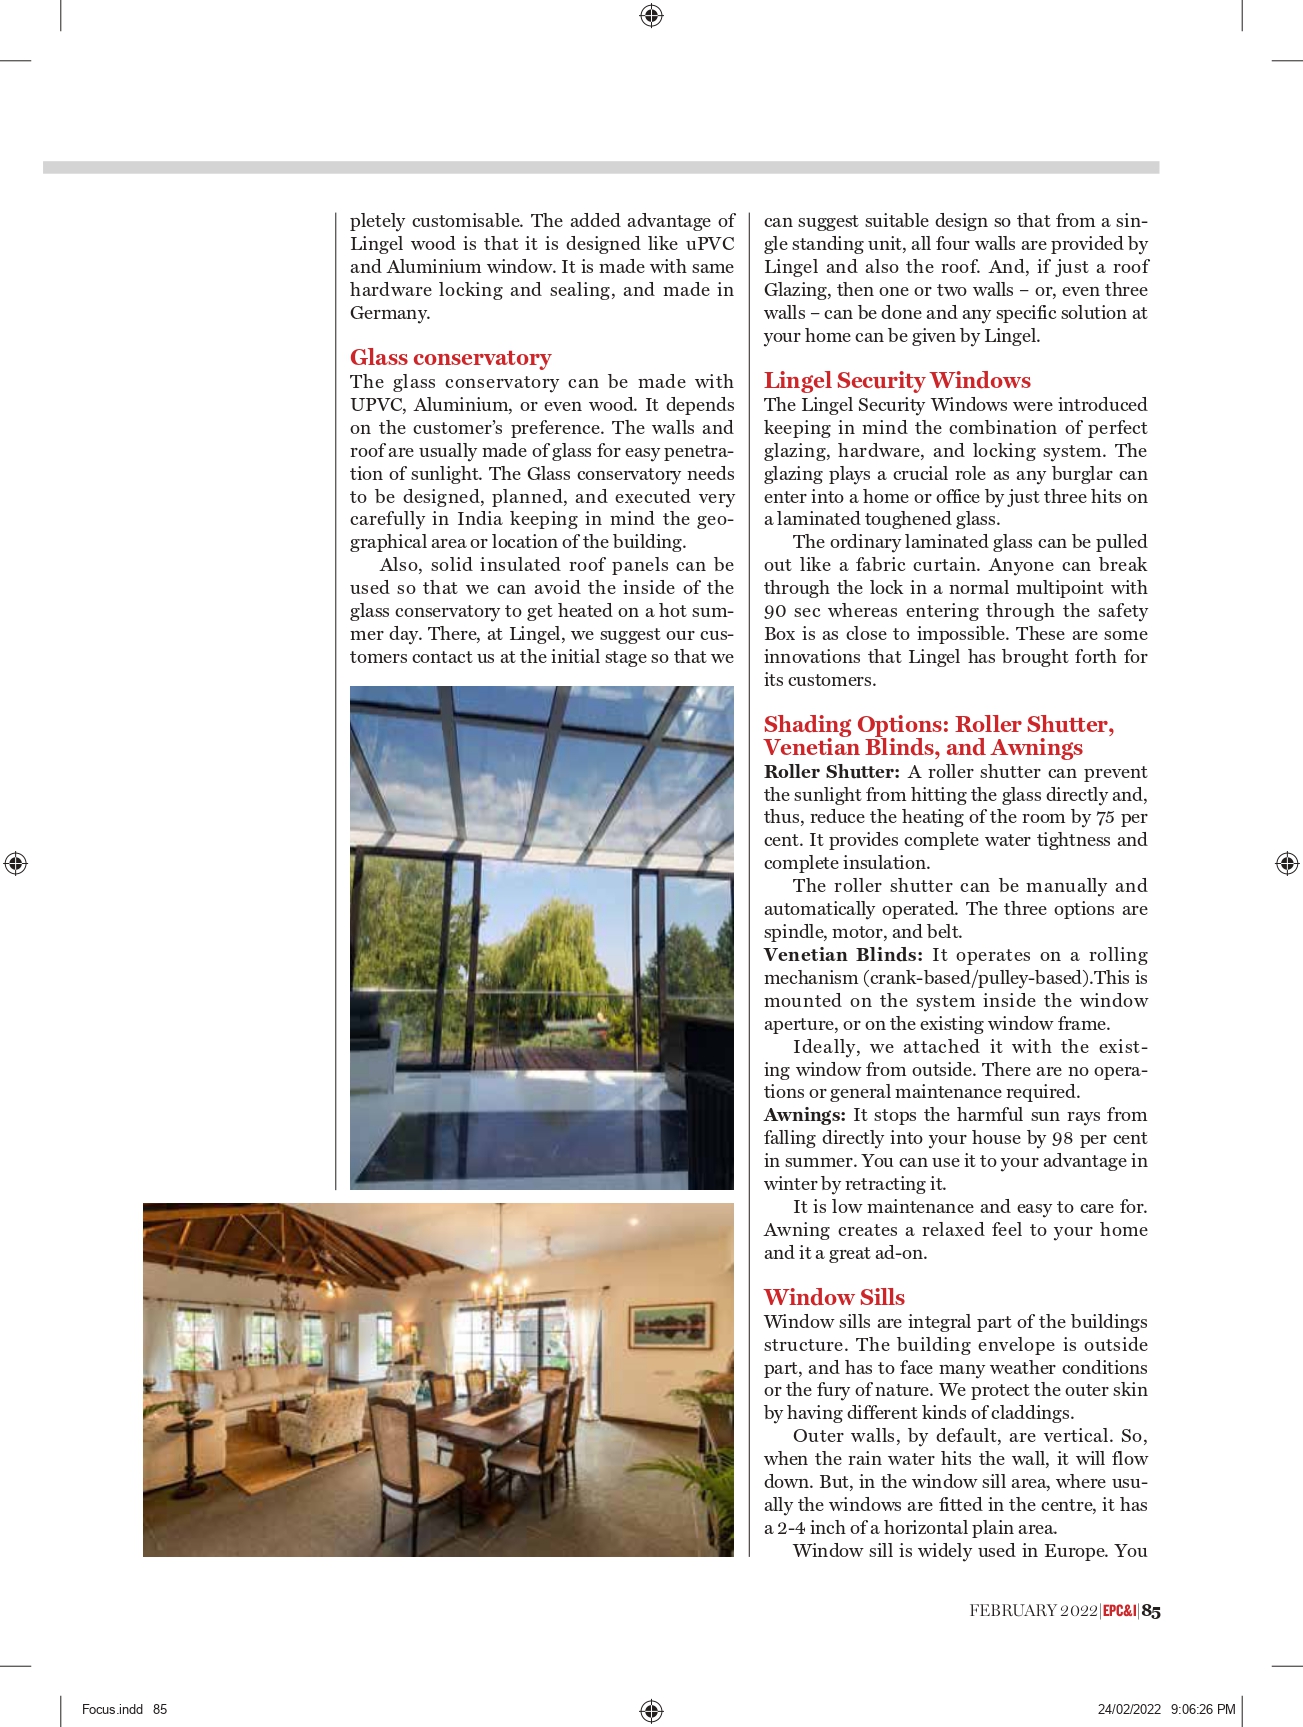 pletely customisable. The added advantage of
Lingel wood is that it is designed like uPVC
and Aluminium window. It is made with same
hardware locking and sealing, and made in
Germany.
Glass conservatory
The glass conservatory can be made with
UPVC, Aluminium, or even wood. It depends
on the customer’s preference. The walls and
roof are usually made of glass for easy penetra-
tion of sunlight. The Glass conservatory needs
to be designed, planned, and executed very
carefully in India keeping in mind the geo-
graphical area or location of the building.
Also, solid insulated roof panels can be
used so that we can avoid the inside of the
glass conservatory to get heated on a hot sum-
mer day. There, at Lingel, we suggest our cus-
tomers contact us at the initial stage so that we
can suggest suitable design so that from a sin-
gle standing unit, all four walls are provided by
Lingel and also the roof. And, if just a roof
Glazing, then one or two walls – or, even three
walls – can be done and any specific solution at
your home can be given by Lingel.
Lingel Security Windows
The Lingel Security Windows were introduced
keeping in mind the combination of perfect
glazing, hardware, and locking system. The
glazing plays a crucial role as any burglar can
enter into a home or office by just three hits on
a laminated toughened glass.
The ordinary laminated glass can be pulled
out like a fabric curtain. Anyone can break
through the lock in a normal multipoint with
90 sec whereas entering through the safety
Box is as close to impossible. These are some
innovations that Lingel has brought forth for
its customers.
Shading Options: Roller Shutter,
Venetian Blinds, and Awnings
Roller Shutter: A roller shutter can prevent
the sunlight from hitting the glass directly and,
thus, reduce the heating of the room by 75 per
cent. It provides complete water tightness and
complete insulation.
The roller shutter can be manually and
automatically operated. The three options are
spindle, motor, and belt.
Venetian Blinds: It operates on a rolling
mechanism (crank-based/pulley-based).This is
mounted on the system inside the window
aperture, or on the existing window frame.
Ideally, we attached it with the exist-
ing window from outside. There are no opera-
tions or general maintenance required.
Awnings: It stops the harmful sun rays from
falling directly into your house by 98 per cent
in summer. You can use it to your advantage in
winter by retracting it.
It is low maintenance and easy to care for.
Awning creates a relaxed feel to your home
and it a great ad-on.
Window Sills
Window sills are integral part of the buildings
structure. The building envelope is outside
part, and has to face many weather conditions
or the fury of nature. We protect the outer skin
by having different kinds of claddings.
Outer walls, by default, are vertical. So,
when the rain water hits the wall, it will flow
down. But, in the window sill area, where usu-
ally the windows are fitted in the centre, it has
a 2-4 inch of a horizontal plain area.
Window sill is widely used in Europe. You
FEBRUARY 2022|EPC&I|85
Focus.indd 85
24/02/2022 9:06:26 PM